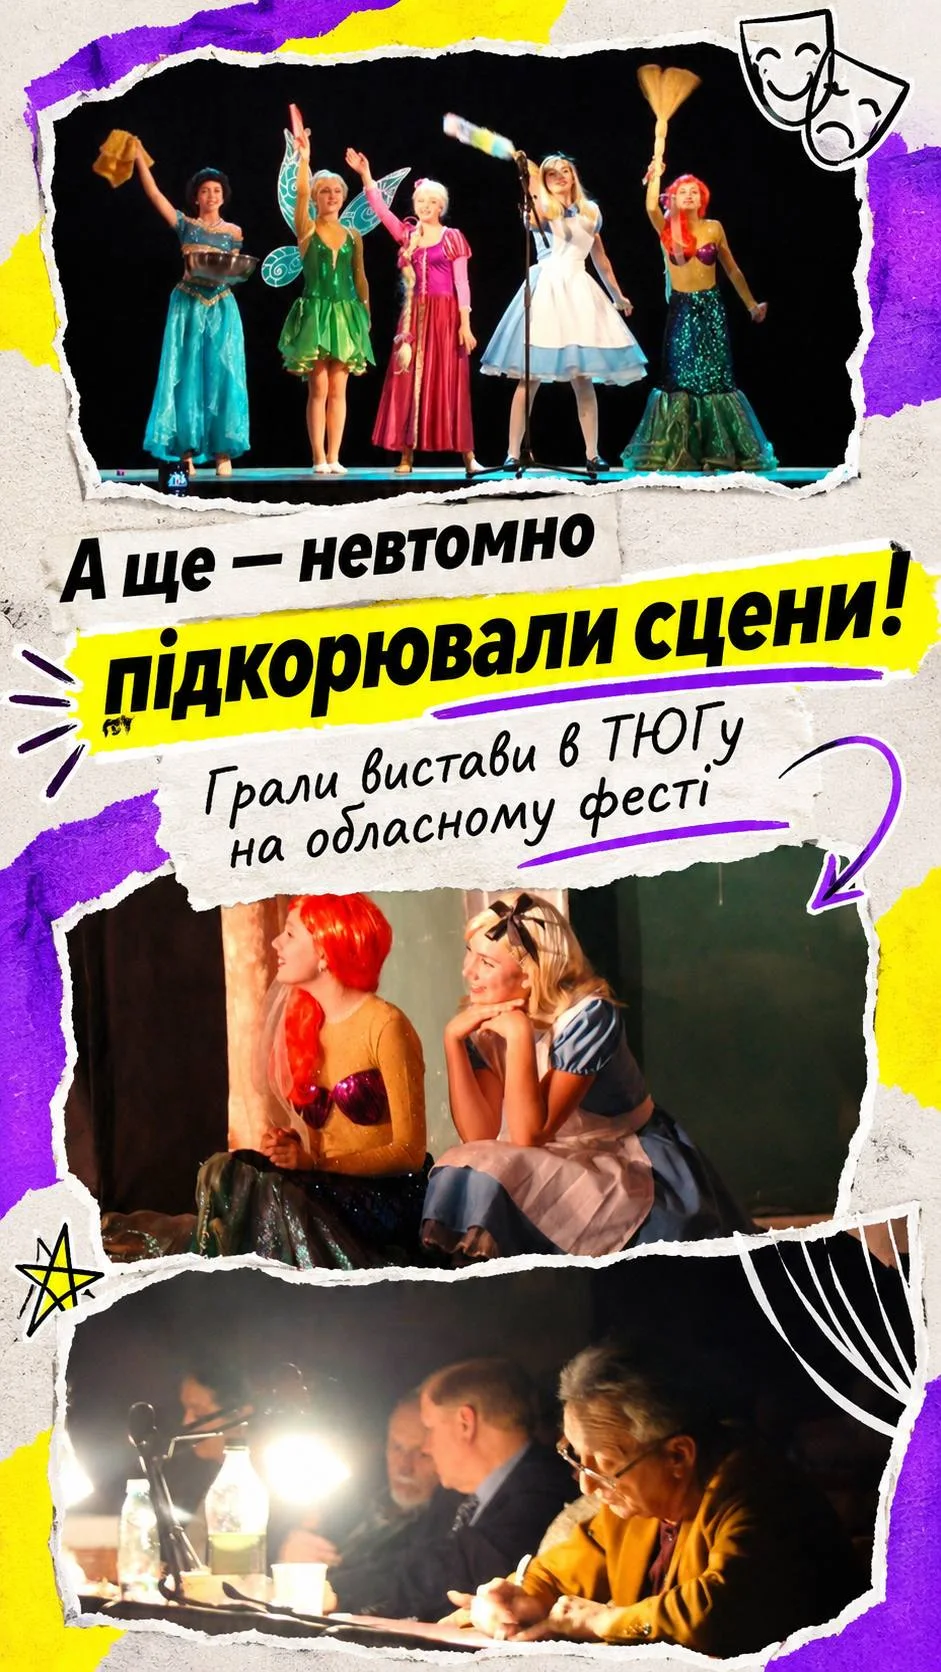 А ще – невтомно
підкорювали сцени!
Грали вистави в ТЮГу
на обласному фесті